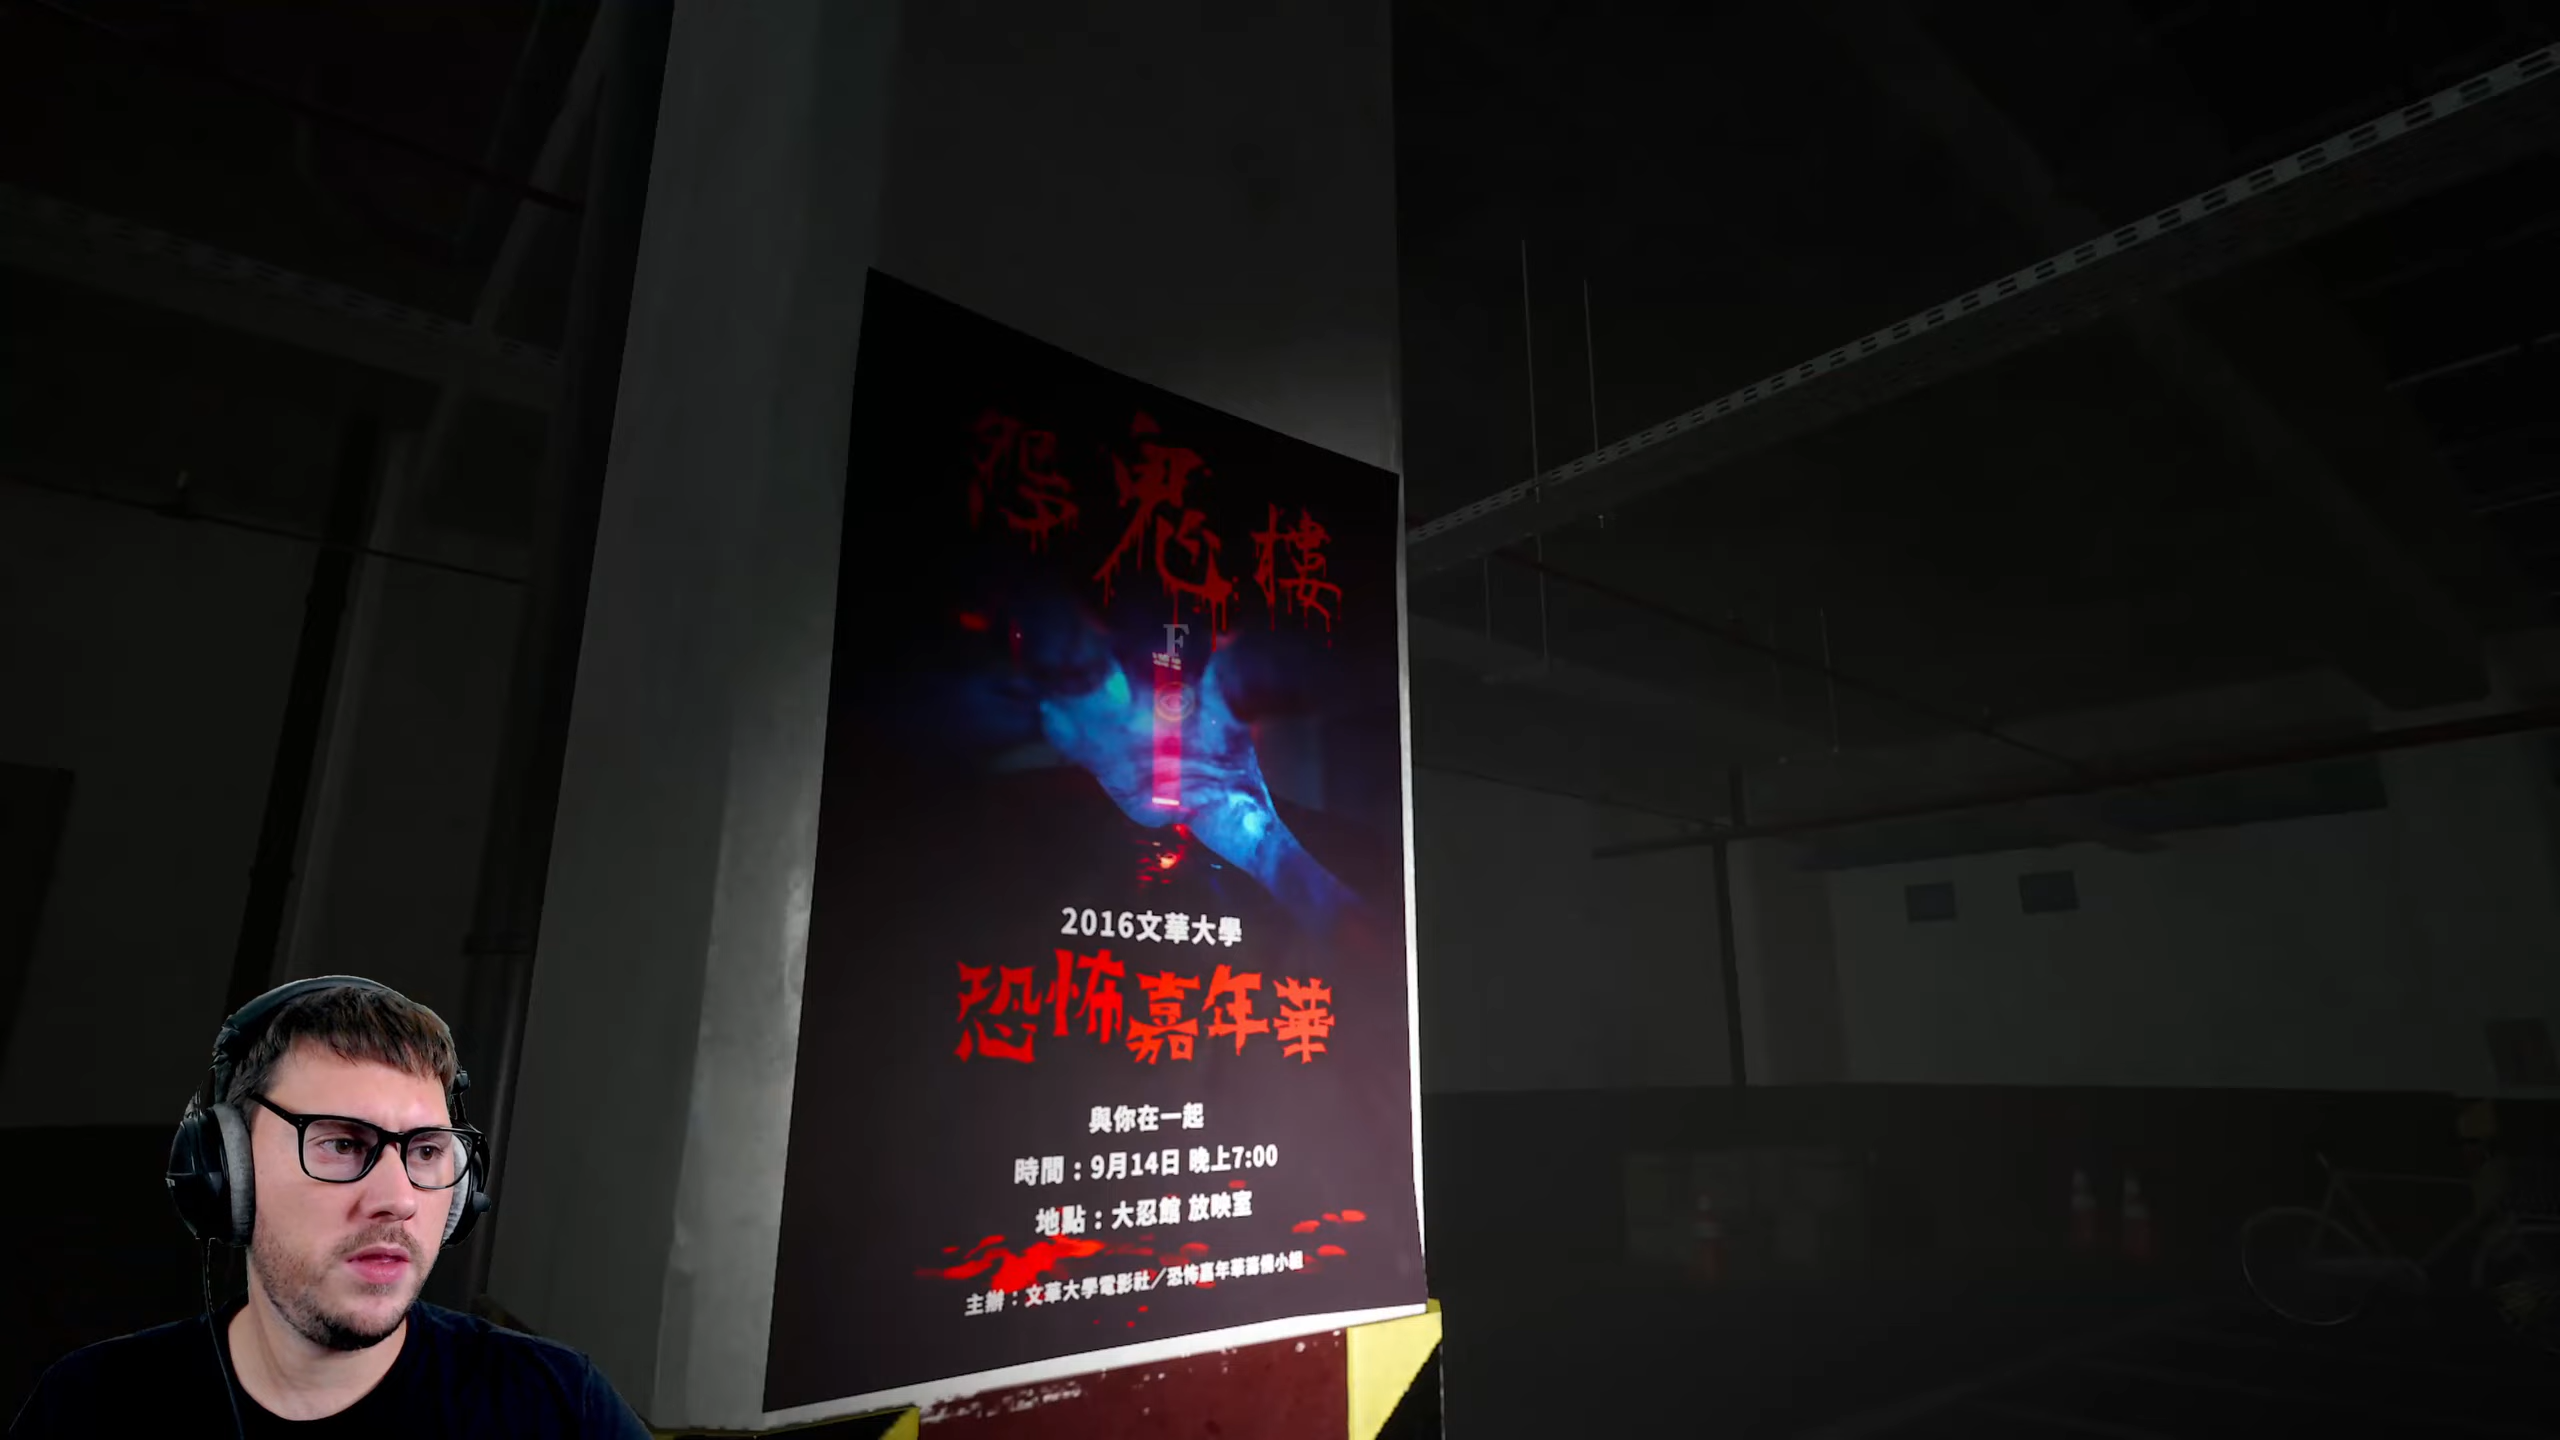 怨鬼樓
F
2016文華大學
恐怖嘉年華
與你在一起
時間：9月14日 晚上7:00
地點：大忍館 放映室
主辦：文華大學電影社／恐怖嘉年華籌備小組